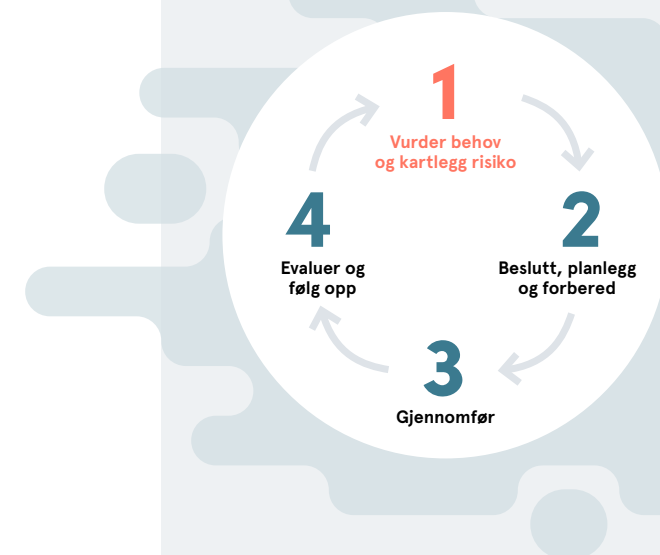 1
Vurder behov
og kartlegg risiko
2
Beslutt, planlegg
og forbered
3
Gjennomfør
4
Evaluer og
følg opp